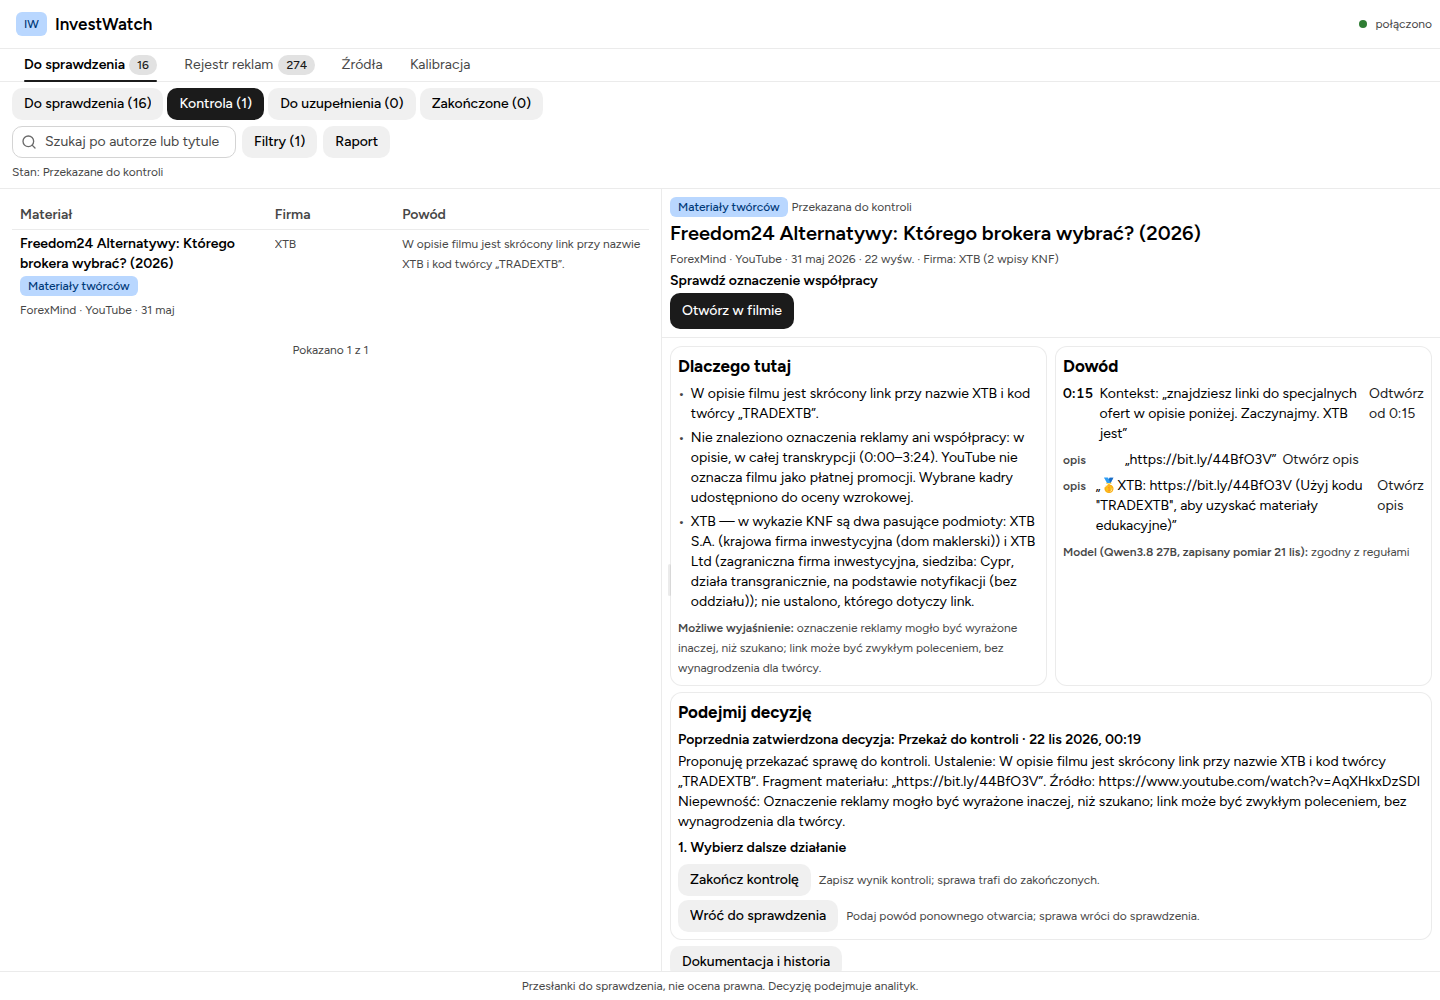 IW InvestWatch
połączono
Do sprawdzenia 16 Rejestr reklam 274 Źródła Kalibracja
Do sprawdzenia (16) Kontrola (1) Do uzupełnienia (0) Zakończone (0)
Szukaj po autorze lub tytule Filtry (1) Raport
Stan: Przekazane do kontroli
Materiał Firma Powód
Freedom24 Alternatywy: Którego
brokera wybrać? (2026)
Materiały twórców
ForexMind · YouTube · 31 maj
XTB
W opisie filmu jest skrócony link przy nazwie
XTB i kod twórcy „TRADEXTB”.
Pokazano 1 z 1
Materiały twórców Przekazana do kontroli
Freedom24 Alternatywy: Którego brokera wybrać? (2026)
ForexMind · YouTube · 31 maj 2026 · 22 wyśw. · Firma: XTB (2 wpisy KNF)
Sprawdź oznaczenie współpracy
Otwórz w filmie
Dlaczego tutaj
• W opisie filmu jest skrócony link przy nazwie XTB i kod
twórcy „TRADEXTB”.
• Nie znaleziono oznaczenia reklamy ani współpracy: w
opisie, w całej transkrypcji (0:00–3:24). YouTube nie
oznacza filmu jako płatnej promocji. Wybrane kadry
udostępniono do oceny wzrokowej.
• XTB — w wykazie KNF są dwa pasujące podmioty: XTB
S.A. (krajowa firma inwestycyjna (dom maklerski)) i XTB
Ltd (zagraniczna firma inwestycyjna, siedziba: Cypr,
działa transgranicznie, na podstawie notyfikacji (bez
oddziału)); nie ustalono, którego dotyczy link.
Możliwe wyjaśnienie: oznaczenie reklamy mogło być wyrażone
inaczej, niż szukano; link może być zwykłym poleceniem, bez
wynagrodzenia dla twórcy.
Dowód
0:15 Kontekst: „znajdziesz linki do specjalnych
ofert w opisie poniżej. Zaczynajmy. XTB
jest”
Odtwórz
od 0:15
opis „https://bit.ly/44BfO3V” Otwórz opis
opis „🥇XTB: https://bit.ly/44BfO3V (Użyj kodu
"TRADEXTB", aby uzyskać materiały
edukacyjne)”
Otwórz
opis
Model (Qwen3.8 27B, zapisany pomiar 21 lis): zgodny z regułami
Podejmij decyzję
Poprzednia zatwierdzona decyzja: Przekaż do kontroli · 22 lis 2026, 00:19
Proponuję przekazać sprawę do kontroli. Ustalenie: W opisie filmu jest skrócony link przy nazwie XTB i kod twórcy
„TRADEXTB”. Fragment materiału: „https://bit.ly/44BfO3V”. Źródło: https://www.youtube.com/watch?v=AqXHkxDzSDI
Niepewność: Oznaczenie reklamy mogło być wyrażone inaczej, niż szukano; link może być zwykłym poleceniem, bez
wynagrodzenia dla twórcy.
1. Wybierz dalsze działanie
Zakończ kontrolę Zapisz wynik kontroli; sprawa trafi do zakończonych.
Wróć do sprawdzenia Podaj powód ponownego otwarcia; sprawa wróci do sprawdzenia.
Dokumentacja i historia
Przesłanki do sprawdzenia, nie ocena prawna. Decyzję podejmuje analityk.